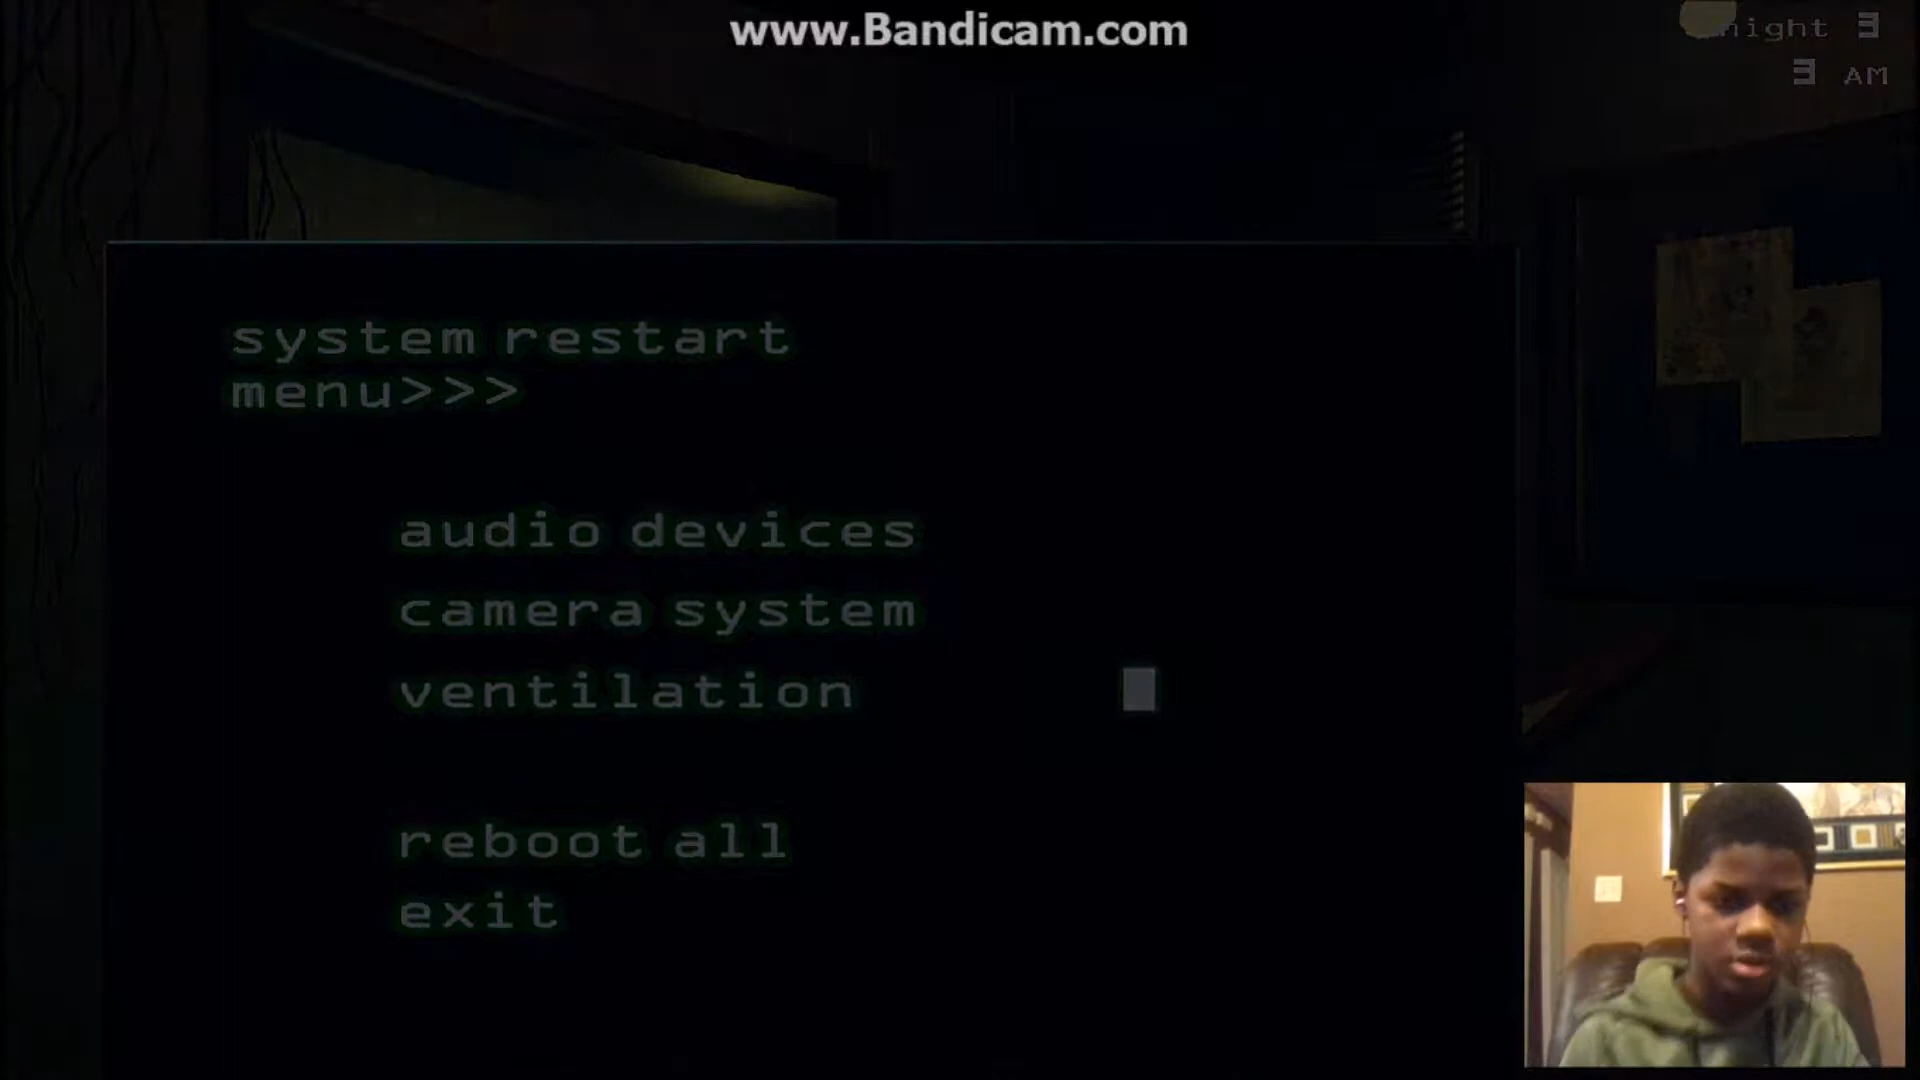 www.Bandicam.com
night 3
3 AM
system restart
menu>>>
audio devices
camera system
ventilation
reboot all
exit